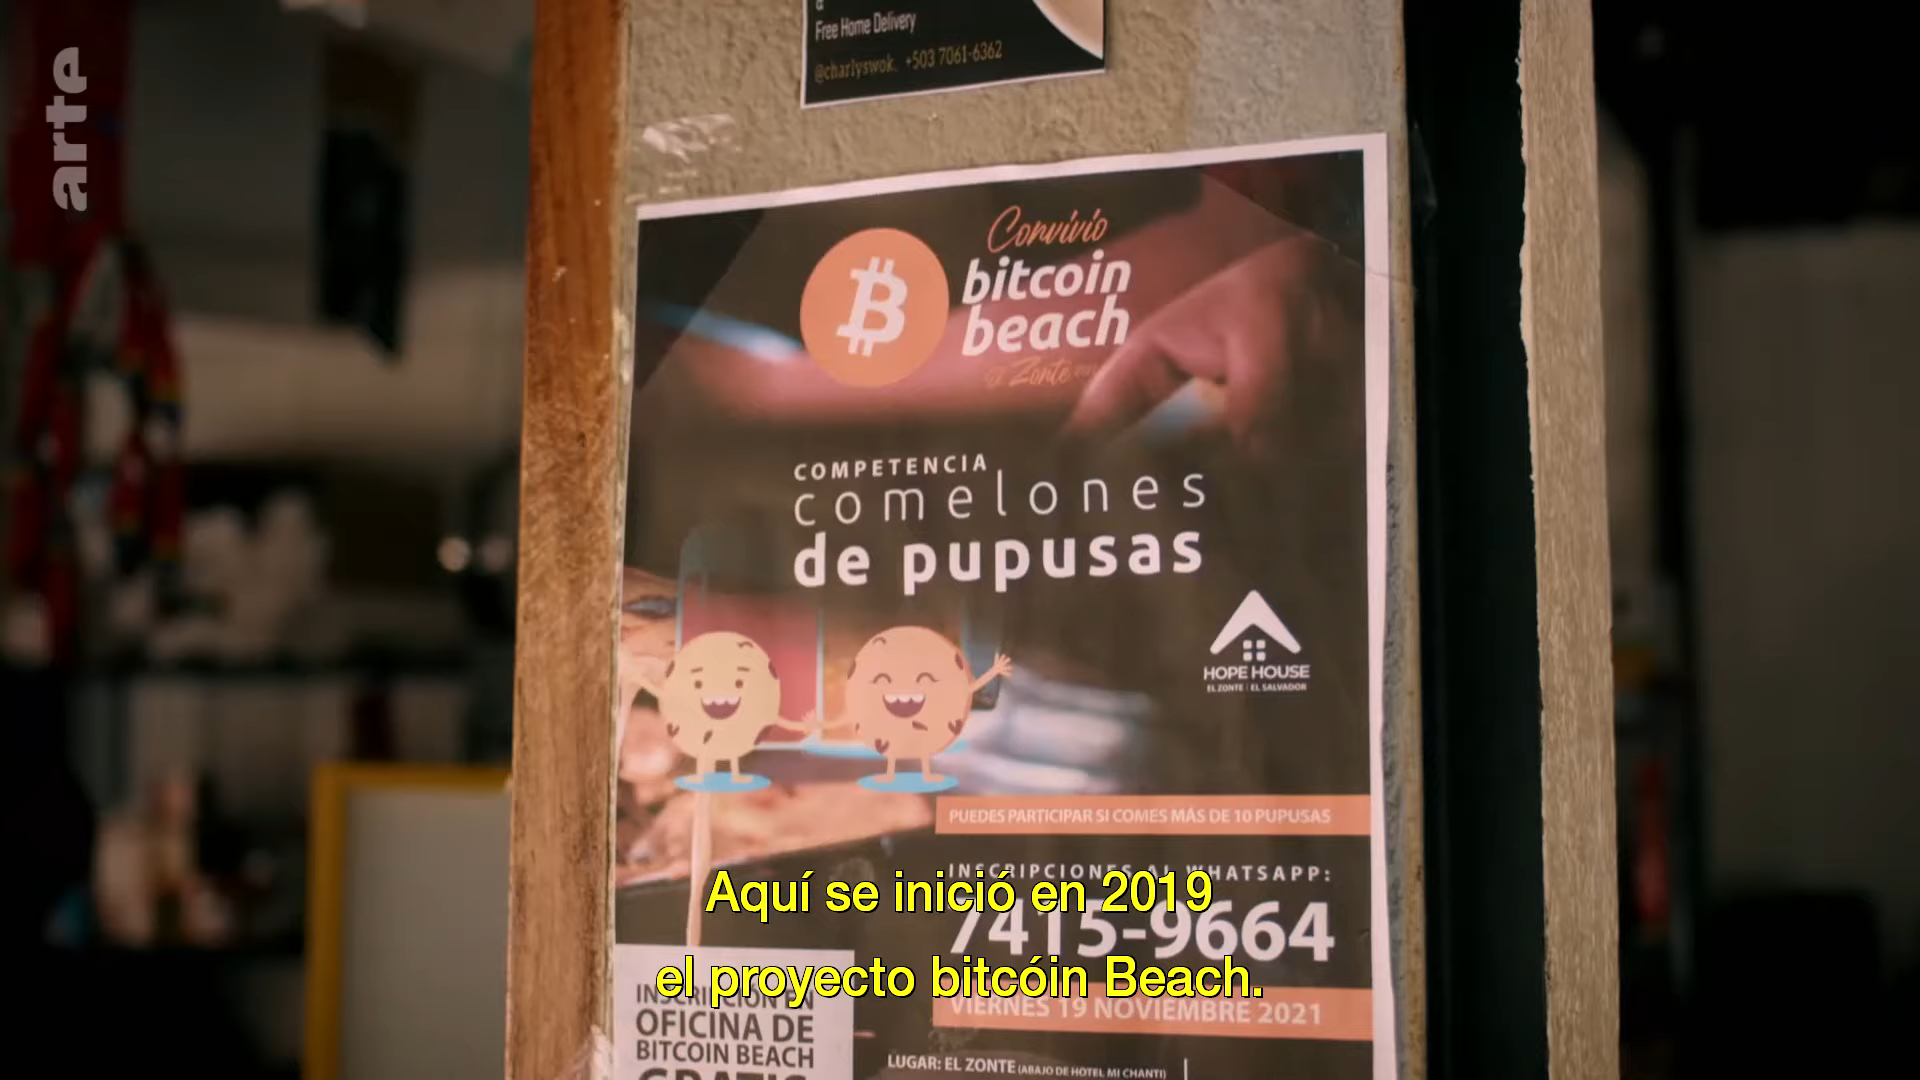 arte
&
Free Home Delivery
@charlyswok. +503 7061-6362
Convivio
bitcoin
beach
El Zonte
COMPETENCIA
comelones
de pupusas
HOPE HOUSE
EL ZONTE | EL SALVADOR
PUEDES PARTICIPAR SI COMES MÁS DE 10 PUPUSAS
INSCRIPCIONES AL WHATSAPP:
7415-9664
Aquí se inició en 2019
el proyecto bitcóin Beach.
VIERNES 19 NOVIEMBRE 2021
INSCRIPCIÓN EN
OFICINA DE
BITCOIN BEACH
GRATIS
LUGAR: EL ZONTE (ABAJO DE HOTEL MI CHANTI)